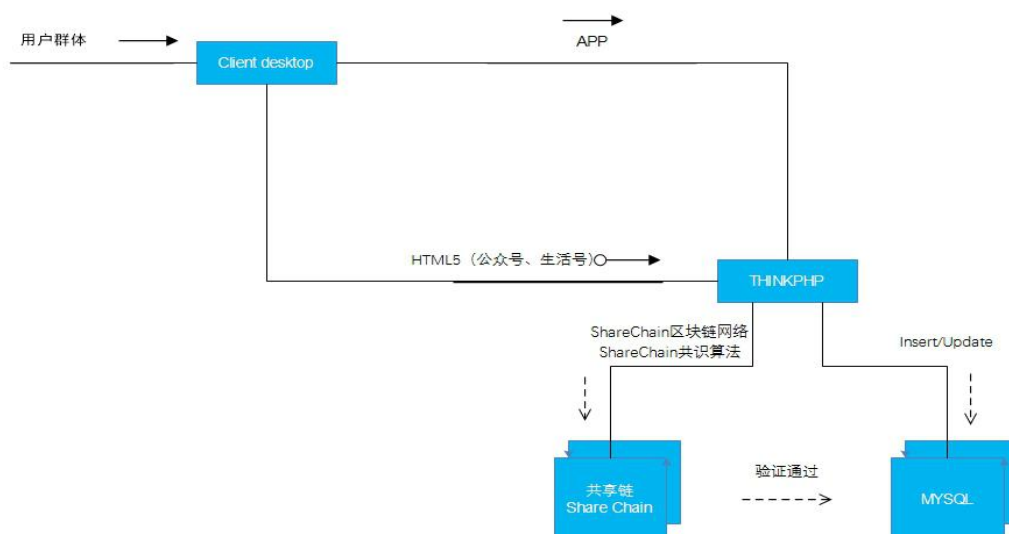 用户群体
APP
Client desktop
HTML5（公众号、生活号）
THINKPHP
ShareChain区块链网络
ShareChain共识算法
Insert/Update
共享链
Share Chain
验证通过
MYSQL